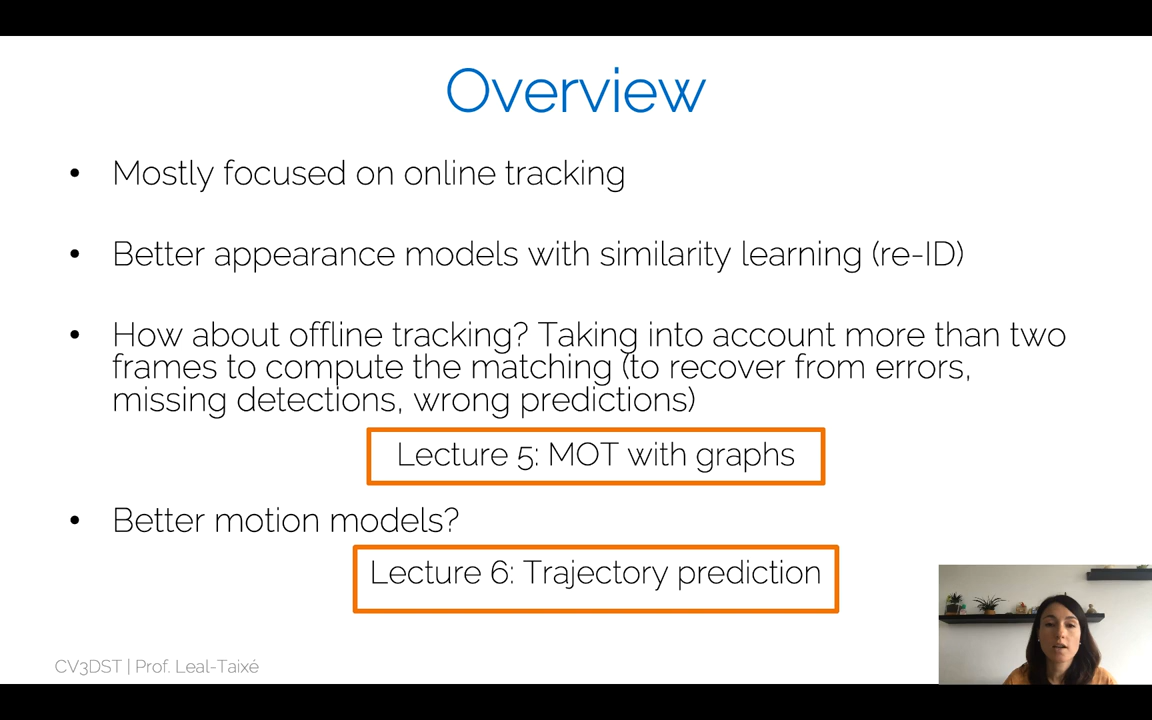 Overview
• Mostly focused on online tracking
• Better appearance models with similarity learning (re-ID)
• How about offline tracking? Taking into account more than two
frames to compute the matching (to recover from errors,
missing detections, wrong predictions)
Lecture 5: MOT with graphs
• Better motion models?
Lecture 6: Trajectory prediction
CV3DST | Prof. Leal-Taixé